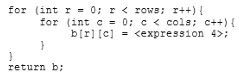 for (int r = 0; r < rows; r++){
for (int c = 0; c < cols; c++){
b[r][c] = <expression 4>;
}
}
return b;